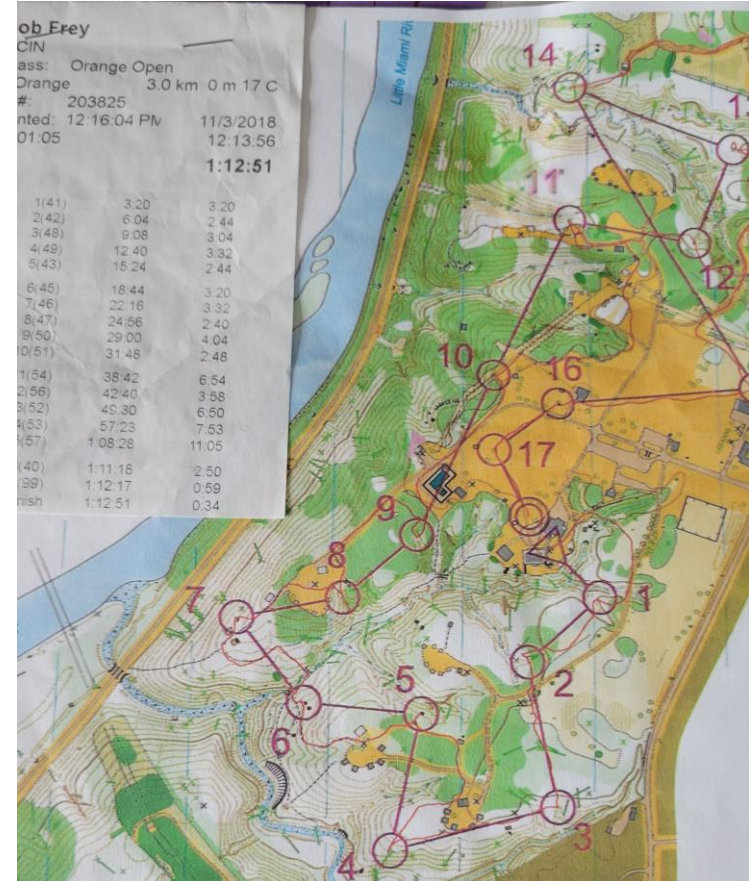 ob Frey
CIN
ass: Orange Open
Orange 3.0 km 0 m 17 C
#: 203825
nted: 12:16:04 PM 11/3/2018
01:05 12:13:56
1:12:51
1(41) 3:20 3:20
2(42) 6:04 2:44
3(48) 9:08 3:04
4(49) 12:40 3:32
5(43) 15:24 2:44
6(45) 18:44 3:20
7(46) 22:16 3:32
8(47) 24:56 2:40
9(50) 29:00 4:04
10(51) 31:48 2:48
1(54) 38:42 6:54
2(56) 42:40 3:58
3(52) 49:30 6:50
4(53) 57:23 7:53
5(57) 1:08:28 11:05
(40) 1:11:18 2:50
(99) 1:12:17 0:59
nish 1:12:51 0:34
Little Miami Ri
14
1
11
12
10
16
17
9
8
7
1
2
5
6
3
4